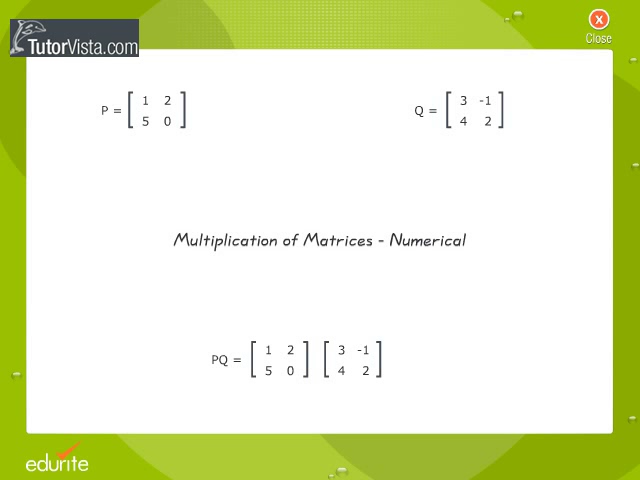 TutorVista.com
x
Close
P = [ 1 2
5 0 ]
Q = [ 3 -1
4 2 ]
Multiplication of Matrices - Numerical
PQ = [ 1 2 [ 3 -1
5 0 ] 4 2 ]
edurite